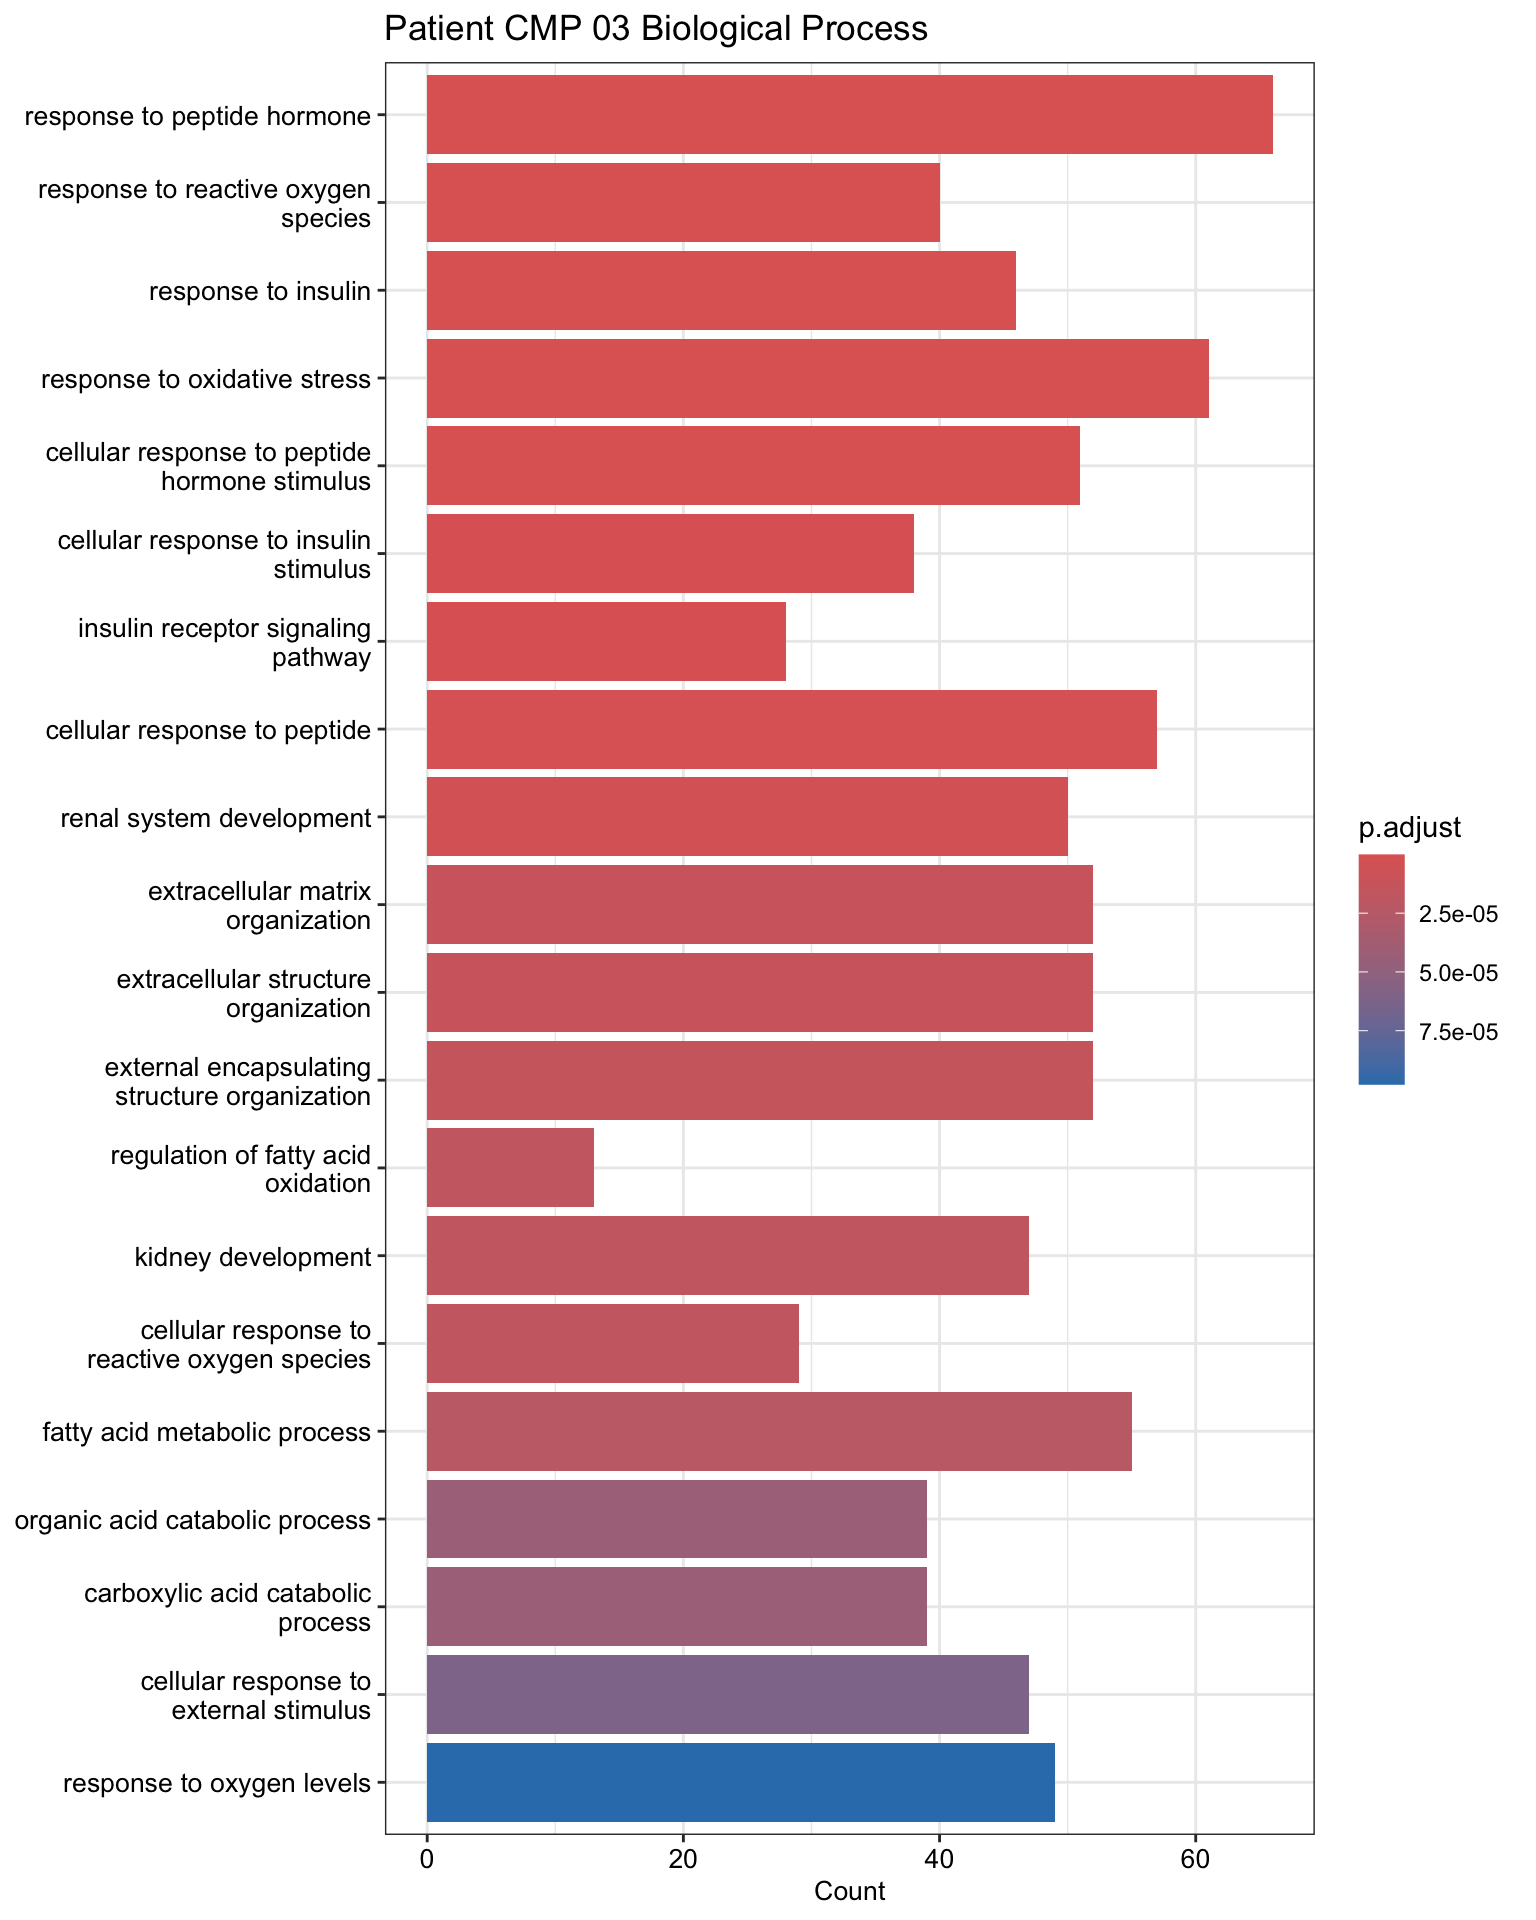 Patient CMP 03 Biological Process
response to peptide hormone
response to reactive oxygen
species
response to insulin
response to oxidative stress
cellular response to peptide
hormone stimulus
cellular response to insulin
stimulus
insulin receptor signaling
pathway
cellular response to peptide
renal system development
extracellular matrix
organization
extracellular structure
organization
external encapsulating
structure organization
regulation of fatty acid
oxidation
kidney development
cellular response to
reactive oxygen species
fatty acid metabolic process
organic acid catabolic process
carboxylic acid catabolic
process
cellular response to
external stimulus
response to oxygen levels
0 20 40 60
Count
p.adjust
2.5e-05
5.0e-05
7.5e-05